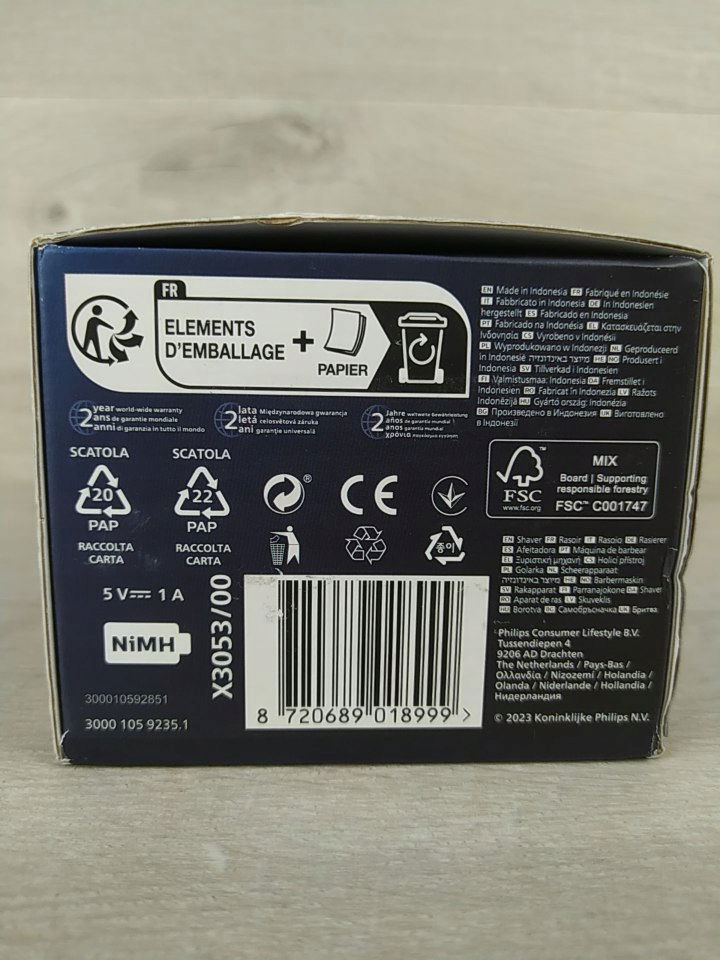 FR
ELEMENTS
D'EMBALLAGE
+
PAPIER
2 year world-wide warranty
ans de garantie mondiale
anni di garanzia in tutto il mondo
2 lata Międzynarodowa gwarancja
letá celosvětová záruka
ani garanţie universală
2 Jahre weltweite Gewährleistung
años de garantía mundial
anos garantia mundial
χρόνια παγκόσμια εγγύηση
EN Made in Indonesia FR Fabriqué en Indonésie
IT Fabbricato in Indonesia DE In Indonesien
hergestellt ES Fabricado en Indonesia
PT Fabricado na Indonésia EL Κατασκευάζεται στην
Ινδονησία CS Vyrobeno v Indonésii
PL Wyprodukowano w Indonezji NL Geproduceerd
in Indonesië מיוצר באינדונזיה HE NO Produsert i
Indonesia SV Tillverkad i Indonesien
FI Valmistusmaa: Indonesia DA Fremstillet i
Indonesien RO Fabricat în Indonezia LV Ražots
Indonēzijā HU Gyártó ország: Indonézia
BG Произведено в Индонезия UK Виготовлено
в Індонезії
SCATOLA
20
PAP
RACCOLTA
CARTA
SCATOLA
22
PAP
RACCOLTA
CARTA
®
CE
종이
FSC
www.fsc.org
MIX
Board | Supporting
responsible forestry
FSC™ C001747
EN Shaver FR Rasoir IT Rasoio DE Rasierer
ES Afeitadora PT Máquina de barbear
EL Ξυριστική μηχανή CS Holicí přístroj
PL Golarka NL Scheerapparaat
מיוצר באינדונזיה HE NO Barbermaskin
SV Rakapparat FI Parranajokone DA Shaver
RO Aparat de ras LV Skuveklis
HU Borotva BG Самобръсначка UK Бритва
5 V⎓ 1 A
NiMH
X3053/00
300010592851
3000 105 9235.1
8 720689 018999 >
Philips Consumer Lifestyle B.V.
Tussendiepen 4
9206 AD Drachten
The Netherlands / Pays-Bas /
Ολλανδία / Nizozemí / Holandia /
Olanda / Nīderlande / Hollandia /
Нидерландия
© 2023 Koninklijke Philips N.V.